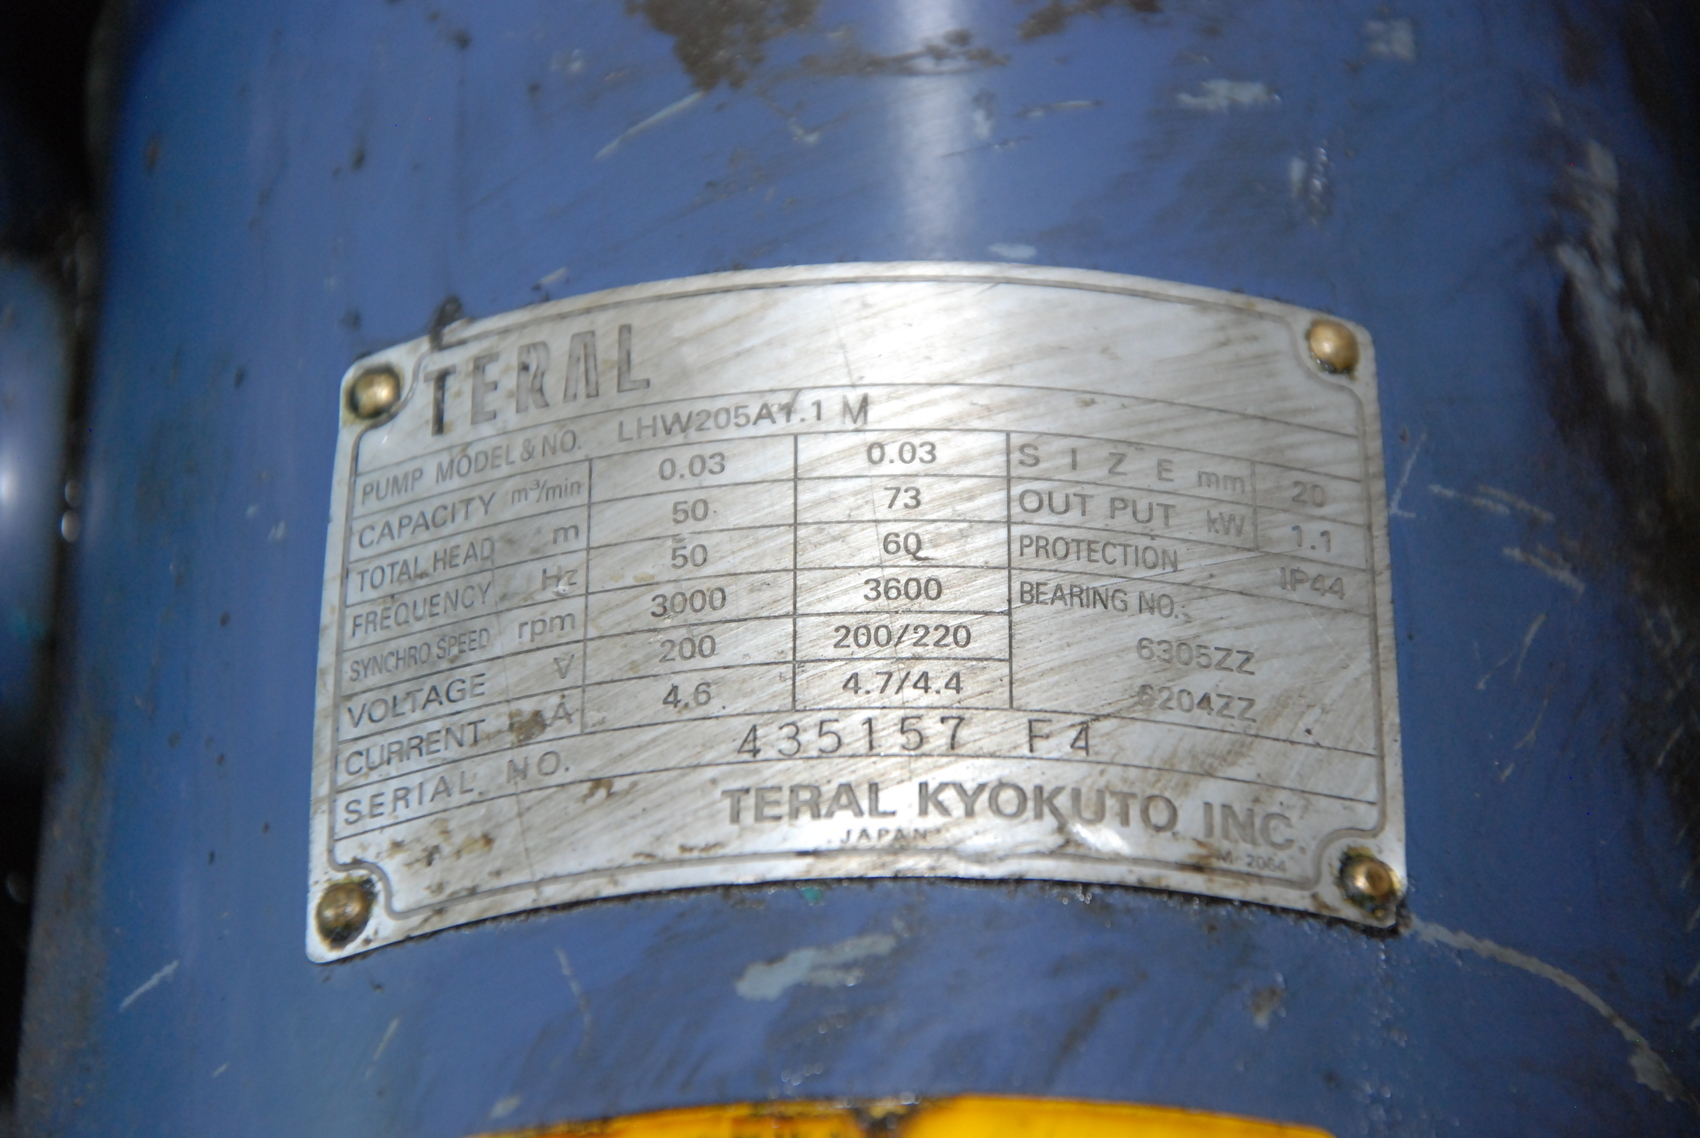 TERAL
PUMP MODEL & NO. LHW205A1.1 M
CAPACITY m³/min 0.03 0.03 SIZE mm 20
TOTAL HEAD m 50 73 OUT PUT kW 1.1
FREQUENCY Hz 50 60 PROTECTION IP44
SYNCHRO SPEED rpm 3000 3600 BEARING NO.
VOLTAGE V 200 200/220 6305ZZ
CURRENT A 4.6 4.7/4.4 6204ZZ
SERIAL NO. 435157 F4
TERAL KYOKUTO INC.
JAPAN
M-2064